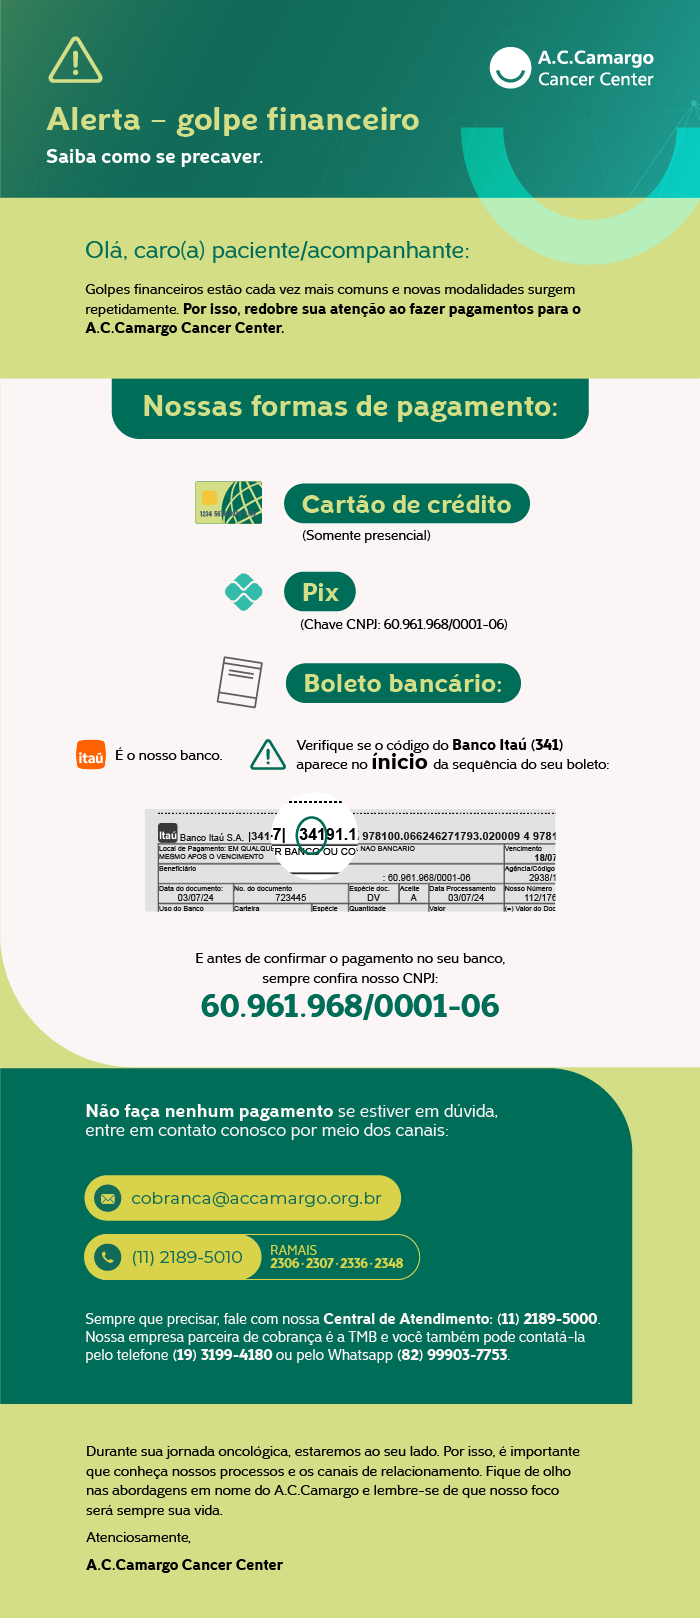 A.C.Camargo
Cancer Center
Alerta – golpe financeiro
Saiba como se precaver.
Olá, caro(a) paciente/acompanhante:
Golpes financeiros estão cada vez mais comuns e novas modalidades surgem
repetidamente. Por isso, redobre sua atenção ao fazer pagamentos para o
A.C.Camargo Cancer Center.
Nossas formas de pagamento:
Cartão de crédito
(Somente presencial)
Pix
(Chave CNPJ: 60.961.968/0001-06)
Boleto bancário:
itaú
É o nosso banco.
Verifique se o código do Banco Itaú (341)
aparece no ínicio da sequência do seu boleto:
Itaú Banco Itaú S.A. |341-7| 34191.1 978100.066246271793.020009 4 9781
Local de Pagamento: EM QUALQUER BANCO OU CO NAO BANCARIO
MESMO APOS O VENCIMENTO
Vencimento
18/07
Beneficiário
: 60.961.968/0001-06
Agência/Código
2938/1
Data do documento: No. do documento Espécie doc. Aceite Data Processamento Nosso Número
03/07/24 723445 DV A 03/07/24 112/176
Uso do Banco Carteira Espécie Quantidade Valor (=) Valor do Doc
E antes de confirmar o pagamento no seu banco,
sempre confira nosso CNPJ:
60.961.968/0001-06
Não faça nenhum pagamento se estiver em dúvida,
entre em contato conosco por meio dos canais:
cobranca@accamargo.org.br
(11) 2189-5010
RAMAIS
2306 · 2307 · 2336 · 2348
Sempre que precisar, fale com nossa Central de Atendimento: (11) 2189-5000.
Nossa empresa parceira de cobrança é a TMB e você também pode contatá-la
pelo telefone (19) 3199-4180 ou pelo Whatsapp (82) 99903-7753.
Durante sua jornada oncológica, estaremos ao seu lado. Por isso, é importante
que conheça nossos processos e os canais de relacionamento. Fique de olho
nas abordagens em nome do A.C.Camargo e lembre-se de que nosso foco
será sempre sua vida.
Atenciosamente,
A.C.Camargo Cancer Center